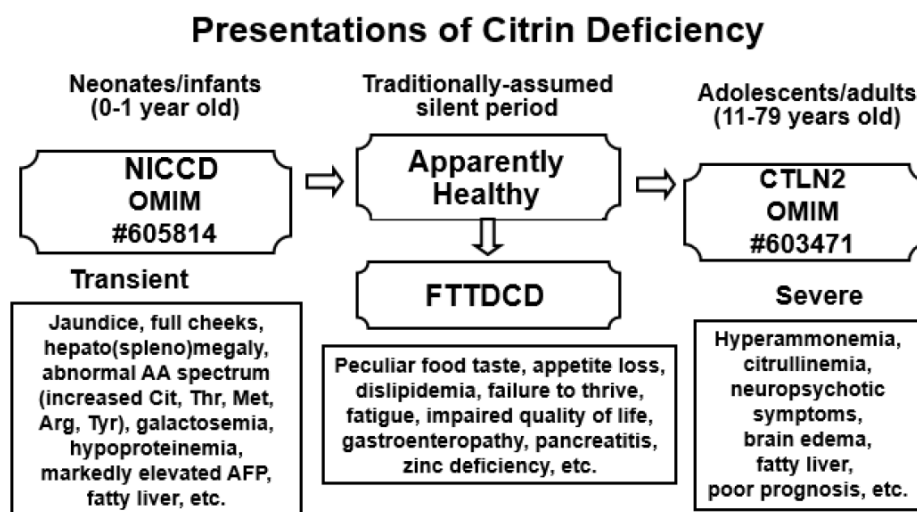 Presentations of Citrin Deficiency
Neonates/infants
(0-1 year old)
NICCD
OMIM
#605814
Transient
Jaundice, full cheeks,
hepato(spleno)megaly,
abnormal AA spectrum
(increased Cit, Thr, Met,
Arg, Tyr), galactosemia,
hypoproteinemia,
markedly elevated AFP,
fatty liver, etc.
Traditionally-assumed
silent period
Apparently
Healthy
FTTDCD
Peculiar food taste, appetite loss,
dislipidemia, failure to thrive,
fatigue, impaired quality of life,
gastroenteropathy, pancreatitis,
zinc deficiency, etc.
Adolescents/adults
(11-79 years old)
CTLN2
OMIM
#603471
Severe
Hyperammonemia,
citrullinemia,
neuropsychotic
symptoms,
brain edema,
fatty liver,
poor prognosis, etc.